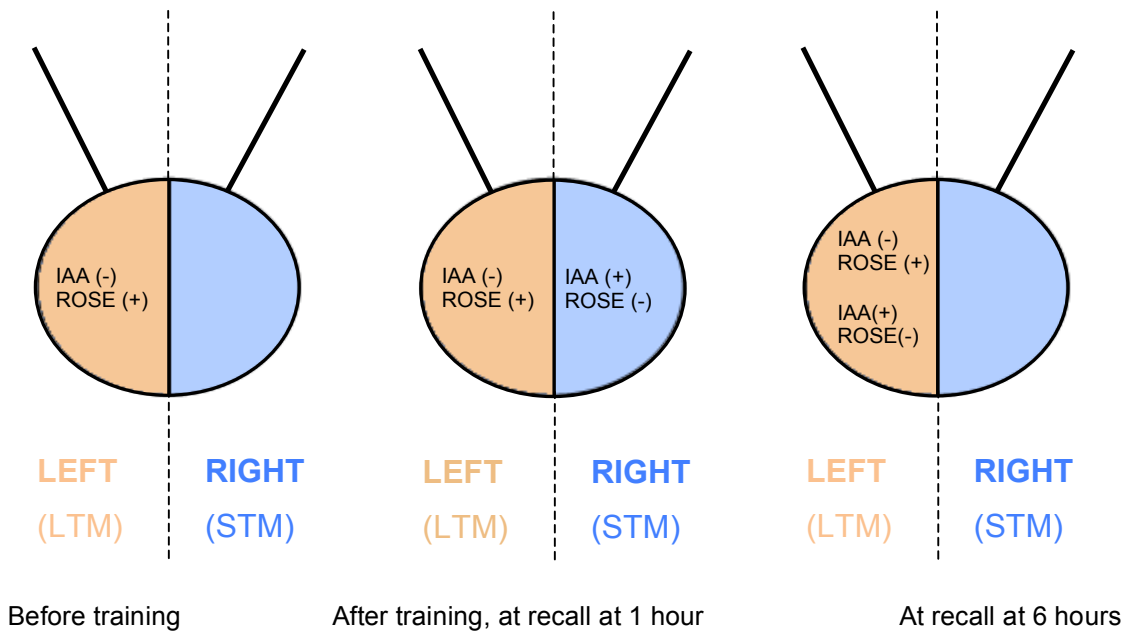 IAA (-)
ROSE (+)
LEFT
(LTM)
RIGHT
(STM)
Before training
IAA (-)
ROSE (+)
IAA (+)
ROSE (-)
LEFT
(LTM)
RIGHT
(STM)
After training, at recall at 1 hour
IAA (-)
ROSE (+)
IAA(+)
ROSE(-)
LEFT
(LTM)
RIGHT
(STM)
At recall at 6 hours